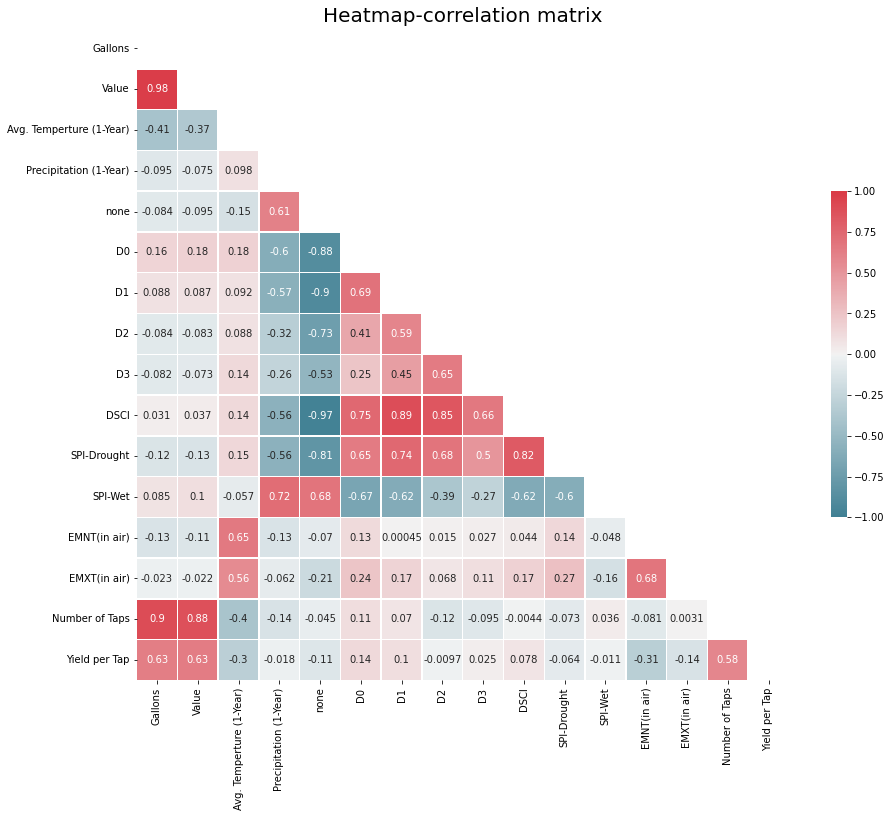 Heatmap-correlation matrix
Gallons
Value 0.98
Avg. Temperture (1-Year) -0.41 -0.37
Precipitation (1-Year) -0.095 -0.075 0.098
none -0.084 -0.095 -0.15 0.61
1.00
D0 0.16 0.18 0.18 -0.6 -0.88
0.75
D1 0.088 0.087 0.092 -0.57 -0.9 0.69
0.50
D2 -0.084 -0.083 0.088 -0.32 -0.73 0.41 0.59
0.25
0.00
D3 -0.082 -0.073 0.14 -0.26 -0.53 0.25 0.45 0.65
−0.25
DSCI 0.031 0.037 0.14 -0.56 -0.97 0.75 0.89 0.85 0.66
−0.50
SPI-Drought -0.12 -0.13 0.15 -0.56 -0.81 0.65 0.74 0.68 0.5 0.82
−0.75
SPI-Wet 0.085 0.1 -0.057 0.72 0.68 -0.67 -0.62 -0.39 -0.27 -0.62 -0.6
−1.00
EMNT(in air) -0.13 -0.11 0.65 -0.13 -0.07 0.13 0.00045 0.015 0.027 0.044 0.14 -0.048
EMXT(in air) -0.023 -0.022 0.56 -0.062 -0.21 0.24 0.17 0.068 0.11 0.17 0.27 -0.16 0.68
Number of Taps 0.9 0.88 -0.4 -0.14 -0.045 0.11 0.07 -0.12 -0.095 -0.0044 -0.073 0.036 -0.081 0.0031
Yield per Tap 0.63 0.63 -0.3 -0.018 -0.11 0.14 0.1 -0.0097 0.025 0.078 -0.064 -0.011 -0.31 -0.14 0.58
Gallons
Value
Avg. Temperture (1-Year)
Precipitation (1-Year)
none
D0
D1
D2
D3
DSCI
SPI-Drought
SPI-Wet
EMNT(in air)
EMXT(in air)
Number of Taps
Yield per Tap